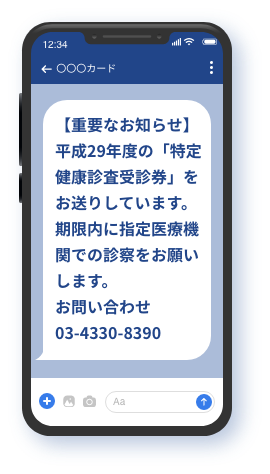 12:34
〇〇〇カード
【重要なお知らせ】
平成29年度の「特定
健康診査受診券」を
お送りしています。
期限内に指定医療機
関での診察をお願い
します。
お問い合わせ
03-4330-8390
Aa